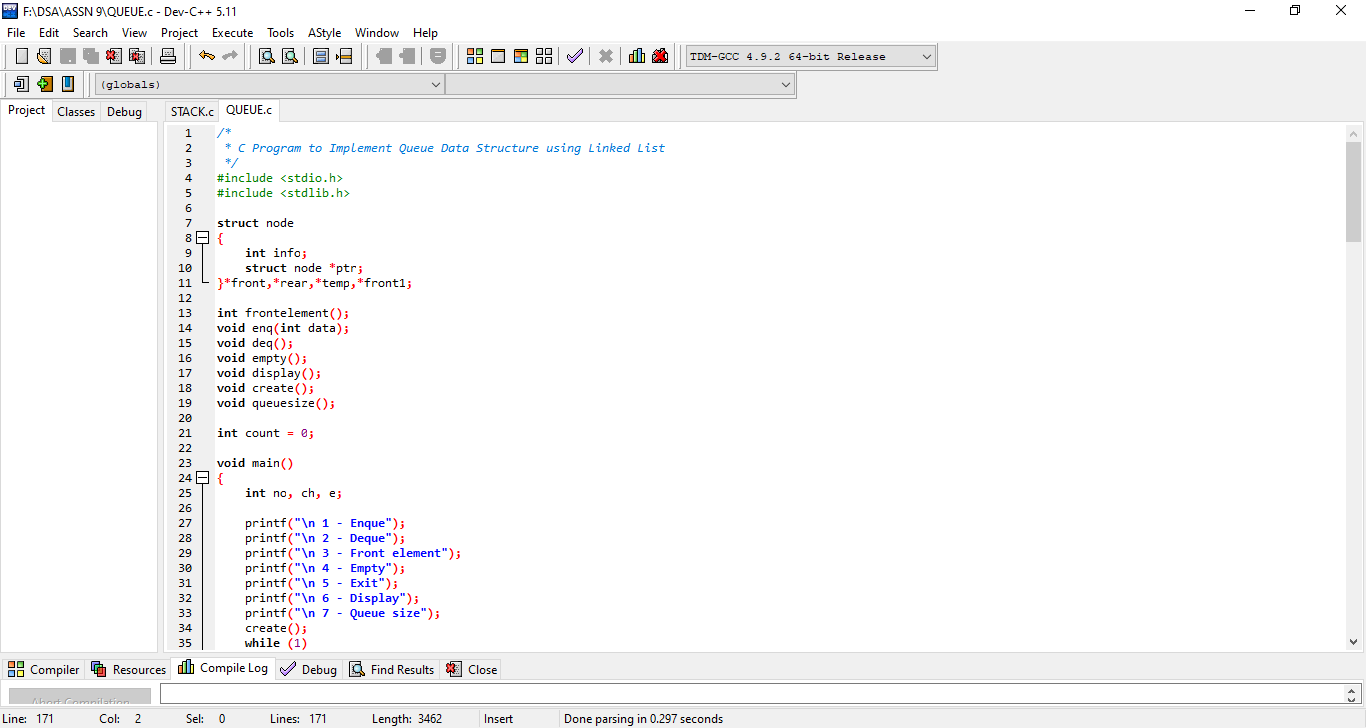 F:\DSA\ASSN 9\QUEUE.c - Dev-C++ 5.11
File Edit Search View Project Execute Tools AStyle Window Help
TDM-GCC 4.9.2 64-bit Release
(globals)
Project Classes Debug STACK.c QUEUE.c
1 /*
2 * C Program to Implement Queue Data Structure using Linked List
3 */
4 #include <stdio.h>
5 #include <stdlib.h>
6
7 struct node
8 {
9 int info;
10 struct node *ptr;
11 }*front,*rear,*temp,*front1;
12
13 int frontelement();
14 void enq(int data);
15 void deq();
16 void empty();
17 void display();
18 void create();
19 void queuesize();
20
21 int count = 0;
22
23 void main()
24 {
25 int no, ch, e;
26
27 printf("\n 1 - Enque");
28 printf("\n 2 - Deque");
29 printf("\n 3 - Front element");
30 printf("\n 4 - Empty");
31 printf("\n 5 - Exit");
32 printf("\n 6 - Display");
33 printf("\n 7 - Queue size");
34 create();
35 while (1)
Compiler Resources Compile Log Debug Find Results Close
Abort Compilation
Line: 171 Col: 2 Sel: 0 Lines: 171 Length: 3462 Insert Done parsing in 0.297 seconds